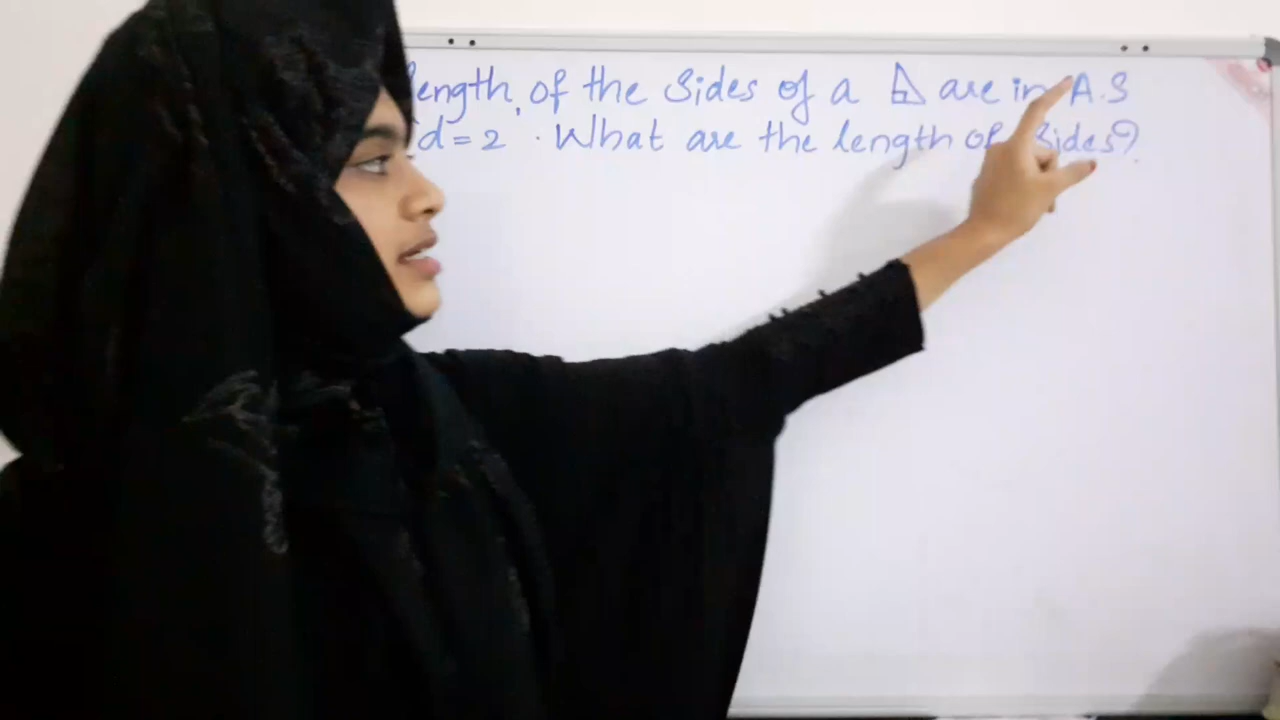 length of the Sides of a ◺ are in A.S
d=2. What are the length of Sides?